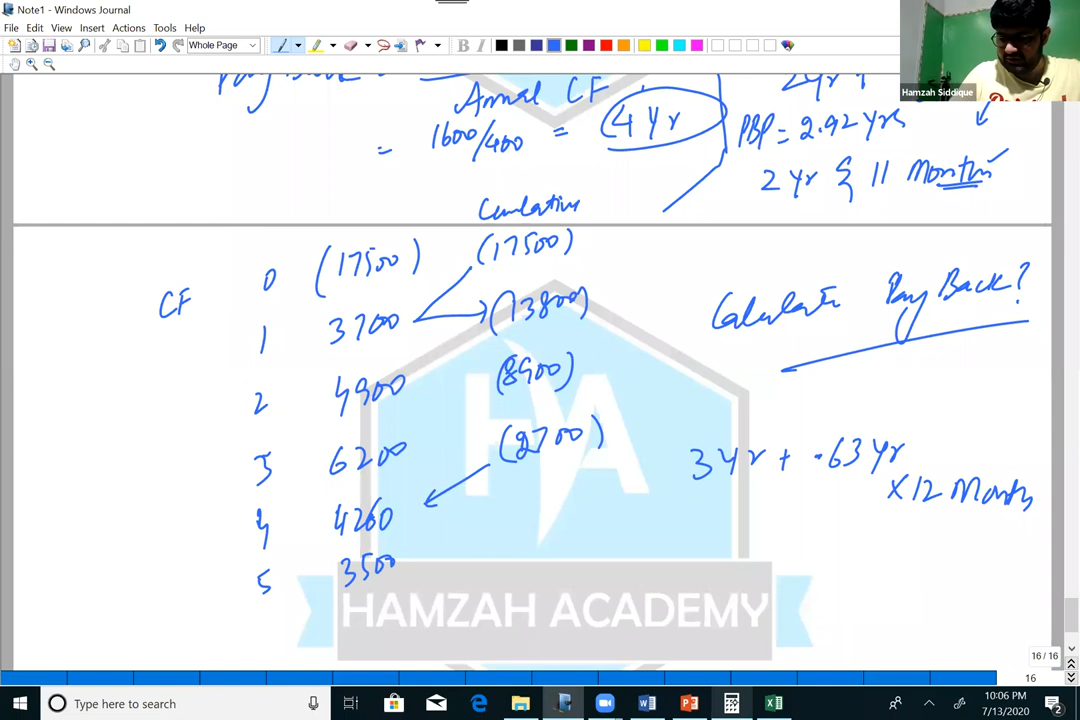 Note1 - Windows Journal
File Edit View Insert Actions Tools Help
Whole Page
B I
Hamzah Siddique
Annual CF
= 1600/400 = 4 Yr
PBP = 2.92 yrs
2 yr & 11 Months
Cumulative
0 (17500) (17500)
CF
Calculate Pay Back?
1 3700 (13800)
2 4900 (8900)
3 6200 (2700)
3 Yr + .63 Yr
x 12 Months
4 4260
5 3500
HA
HAMZAH ACADEMY
16 / 16
16
Type here to search
10:06 PM
7/13/2020
2